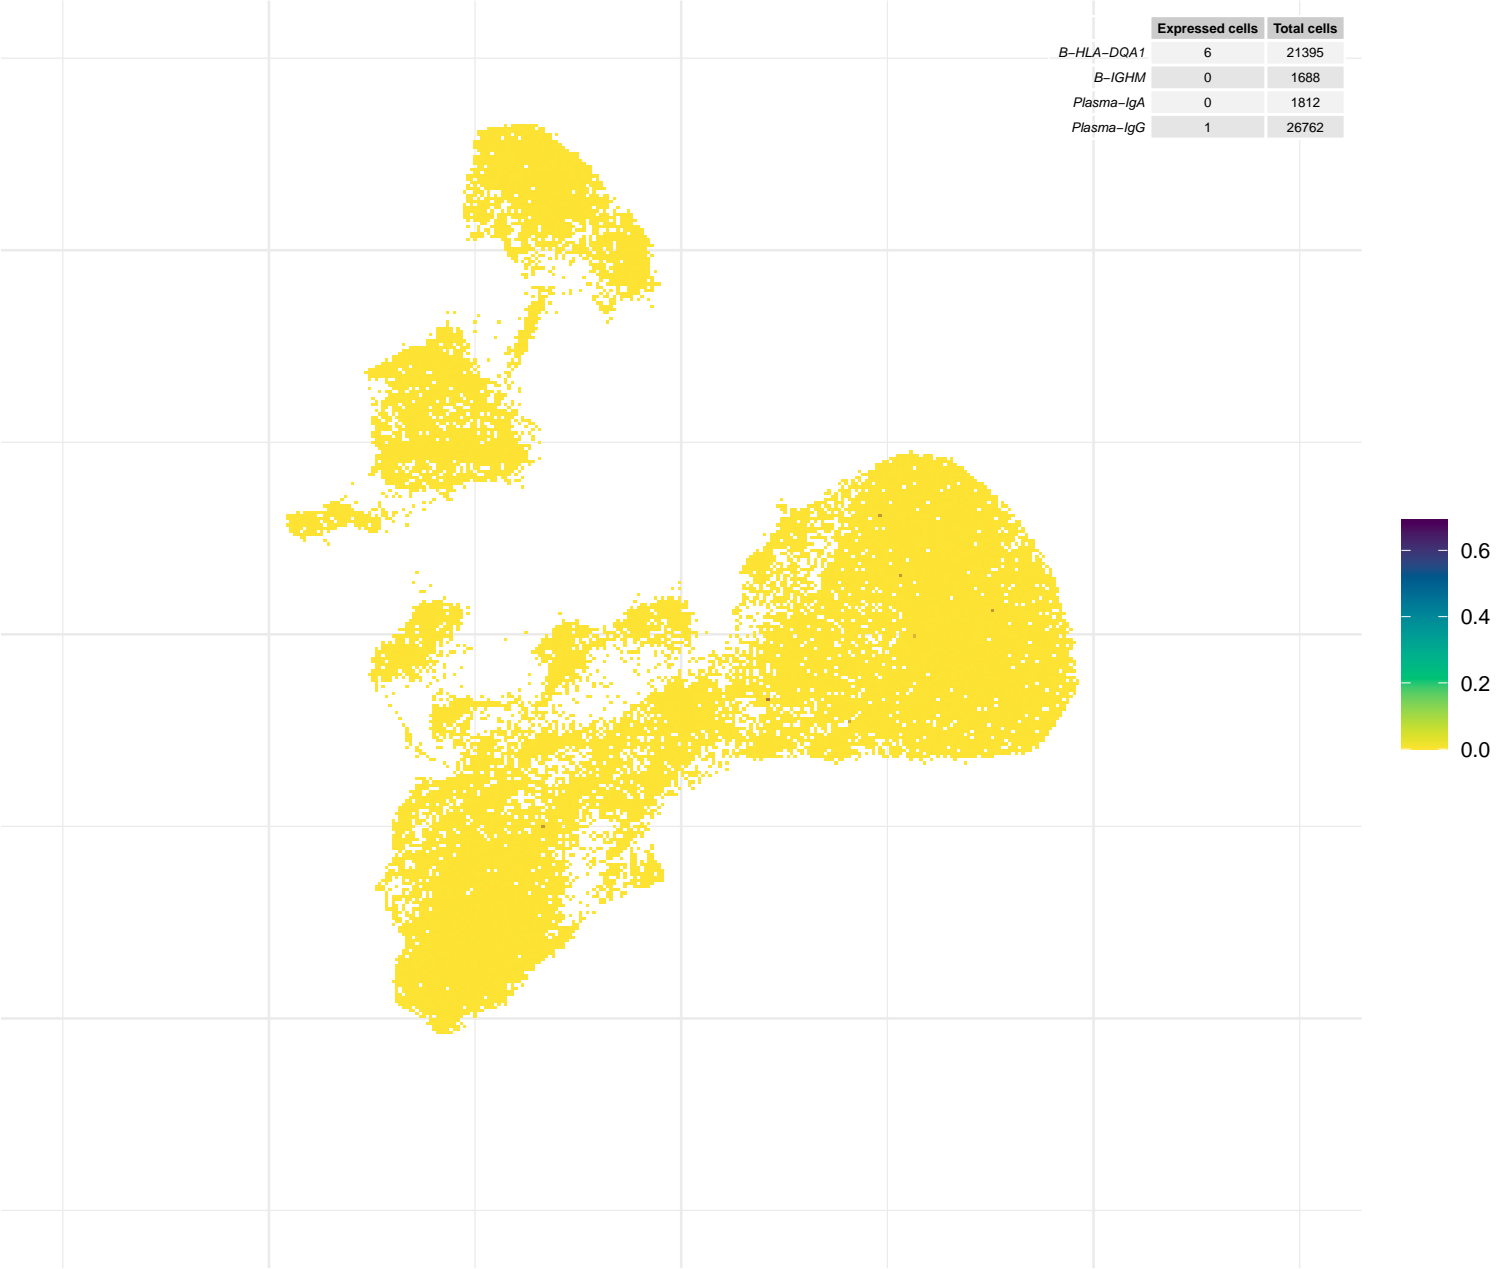 Expressed cells Total cells
B−HLA−DQA1 6 21395
B−IGHM 0 1688
Plasma−IgA 0 1812
Plasma−IgG 1 26762
0.6
0.4
0.2
0.0